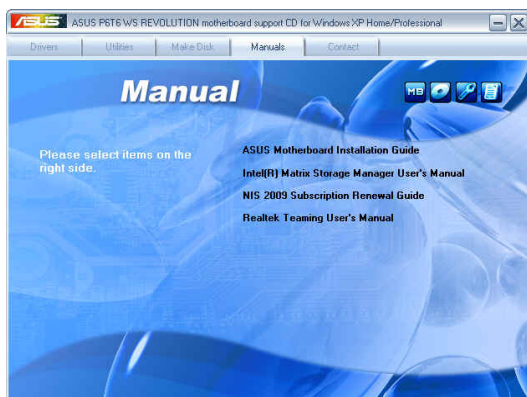 ASUS P6T6 WS REVOLUTION motherboard support CD for Windows XP Home/Professional
Drivers Utilities Make Disk Manuals Contact
Manual
MB
Please select items on the right side.
ASUS Motherboard Installation Guide
Intel(R) Matrix Storage Manager User's Manual
NIS 2009 Subscription Renewal Guide
Realtek Teaming User's Manual